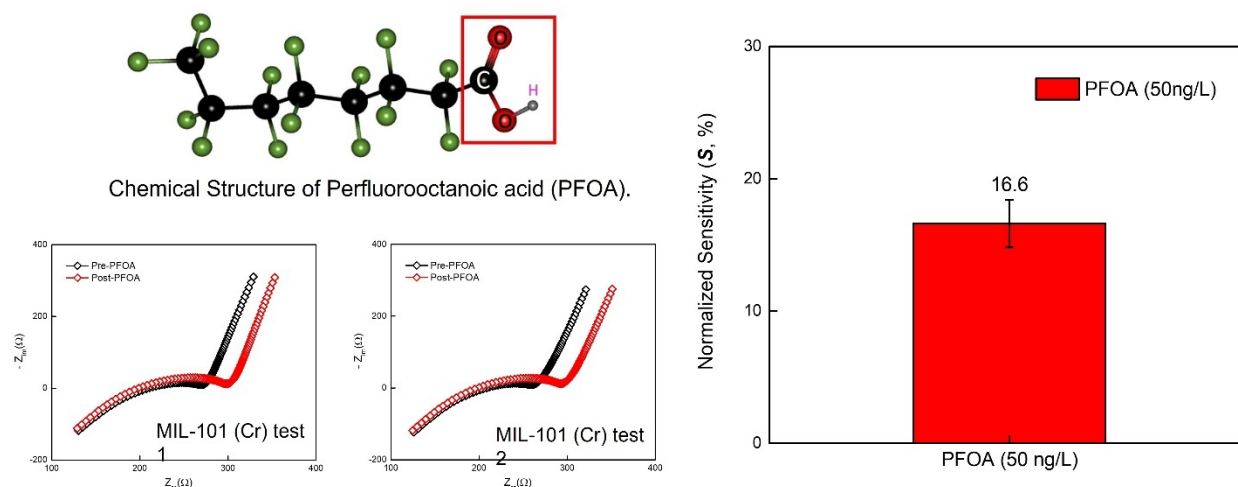 O
C
H
O
Chemical Structure of Perfluorooctanoic acid (PFOA).
400
Pre-PFOA
Post-PFOA
200
- Zim(Ω)
0
MIL-101 (Cr) test
1
-200
100
200
300
400
400
Pre-PFOA
Post-PFOA
200
- Zim(Ω)
0
MIL-101 (Cr) test
2
-200
100
200
300
400
30
PFOA (50ng/L)
Normalized Sensitivity (S, %)
20
16.6
10
0
PFOA (50 ng/L)